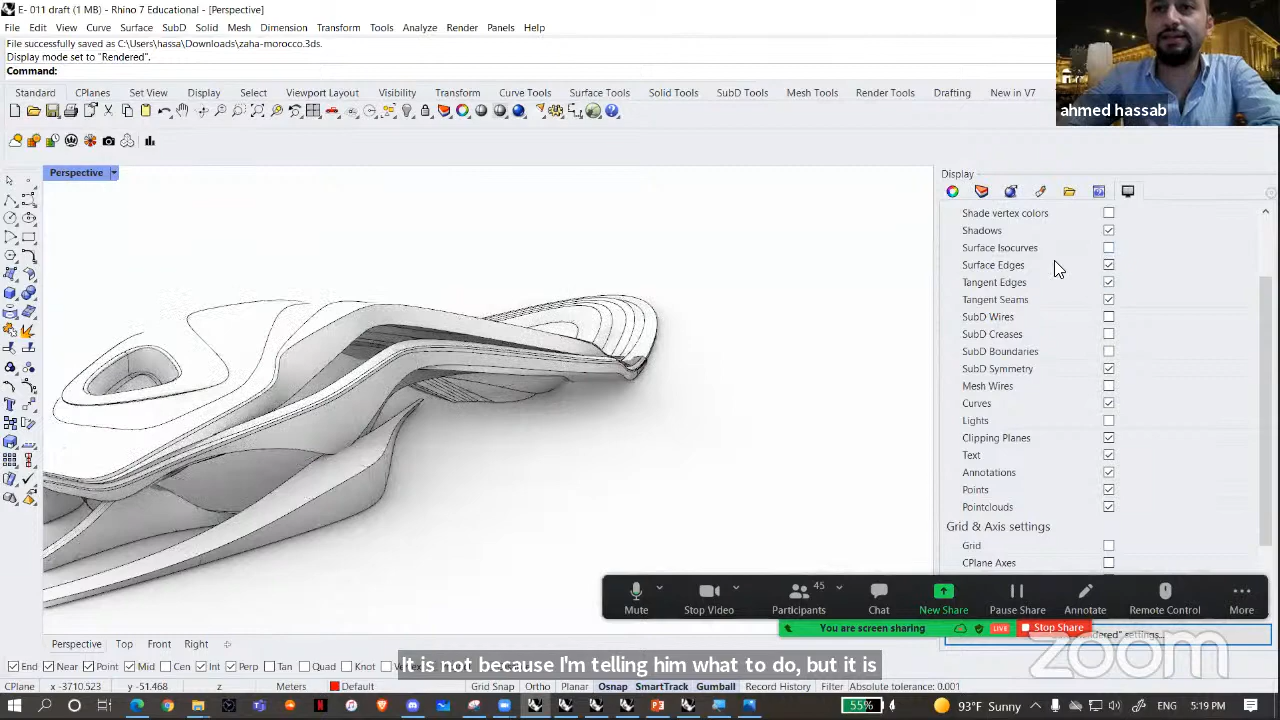 E- 011 draft (1 MB) - Rhino 7 Educational - [Perspective]
File Edit View Curve Surface SubD Solid Mesh Dimension Transform Tools Analyze Render Panels Help
File successfully saved as C:\Users\hassa\Downloads\zaha-morocco.3ds.
Display mode set to "Rendered".
Command:
Standard CPlanes Set View Display Select Viewport Layout Visibility Transform Curve Tools Surface Tools Solid Tools SubD Tools Mesh Tools Render Tools Drafting New in V7
ahmed hassab
Perspective
Display
Shade vertex colors
Shadows
Surface Isocurves
Surface Edges
Tangent Edges
Tangent Seams
SubD Wires
SubD Creases
SubD Boundaries
SubD Symmetry
Mesh Wires
Curves
Lights
Clipping Planes
Text
Annotations
Points
Pointclouds
Grid & Axis settings
Grid
CPlane Axes
45
Mute Stop Video Participants Chat New Share Pause Share Annotate Remote Control More
You are screen sharing LIVE Stop Share
settings...
zoom
Perspective Top Front Right
It is not because I'm telling him what to do, but it is
End Near Point Mid Cen Int Perp Tan Quad Knot
CPlane x -3710.523 y -51.468 z Meters Default Grid Snap Ortho Planar Osnap SmartTrack Gumball Record History Filter Absolute tolerance: 0.001
55% 93°F Sunny 5:19 PM